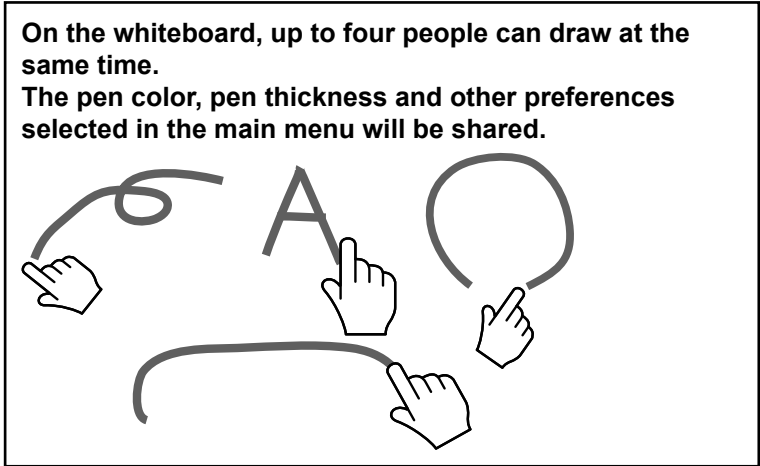 On the whiteboard, up to four people can draw at the
same time.
The pen color, pen thickness and other preferences
selected in the main menu will be shared.
A